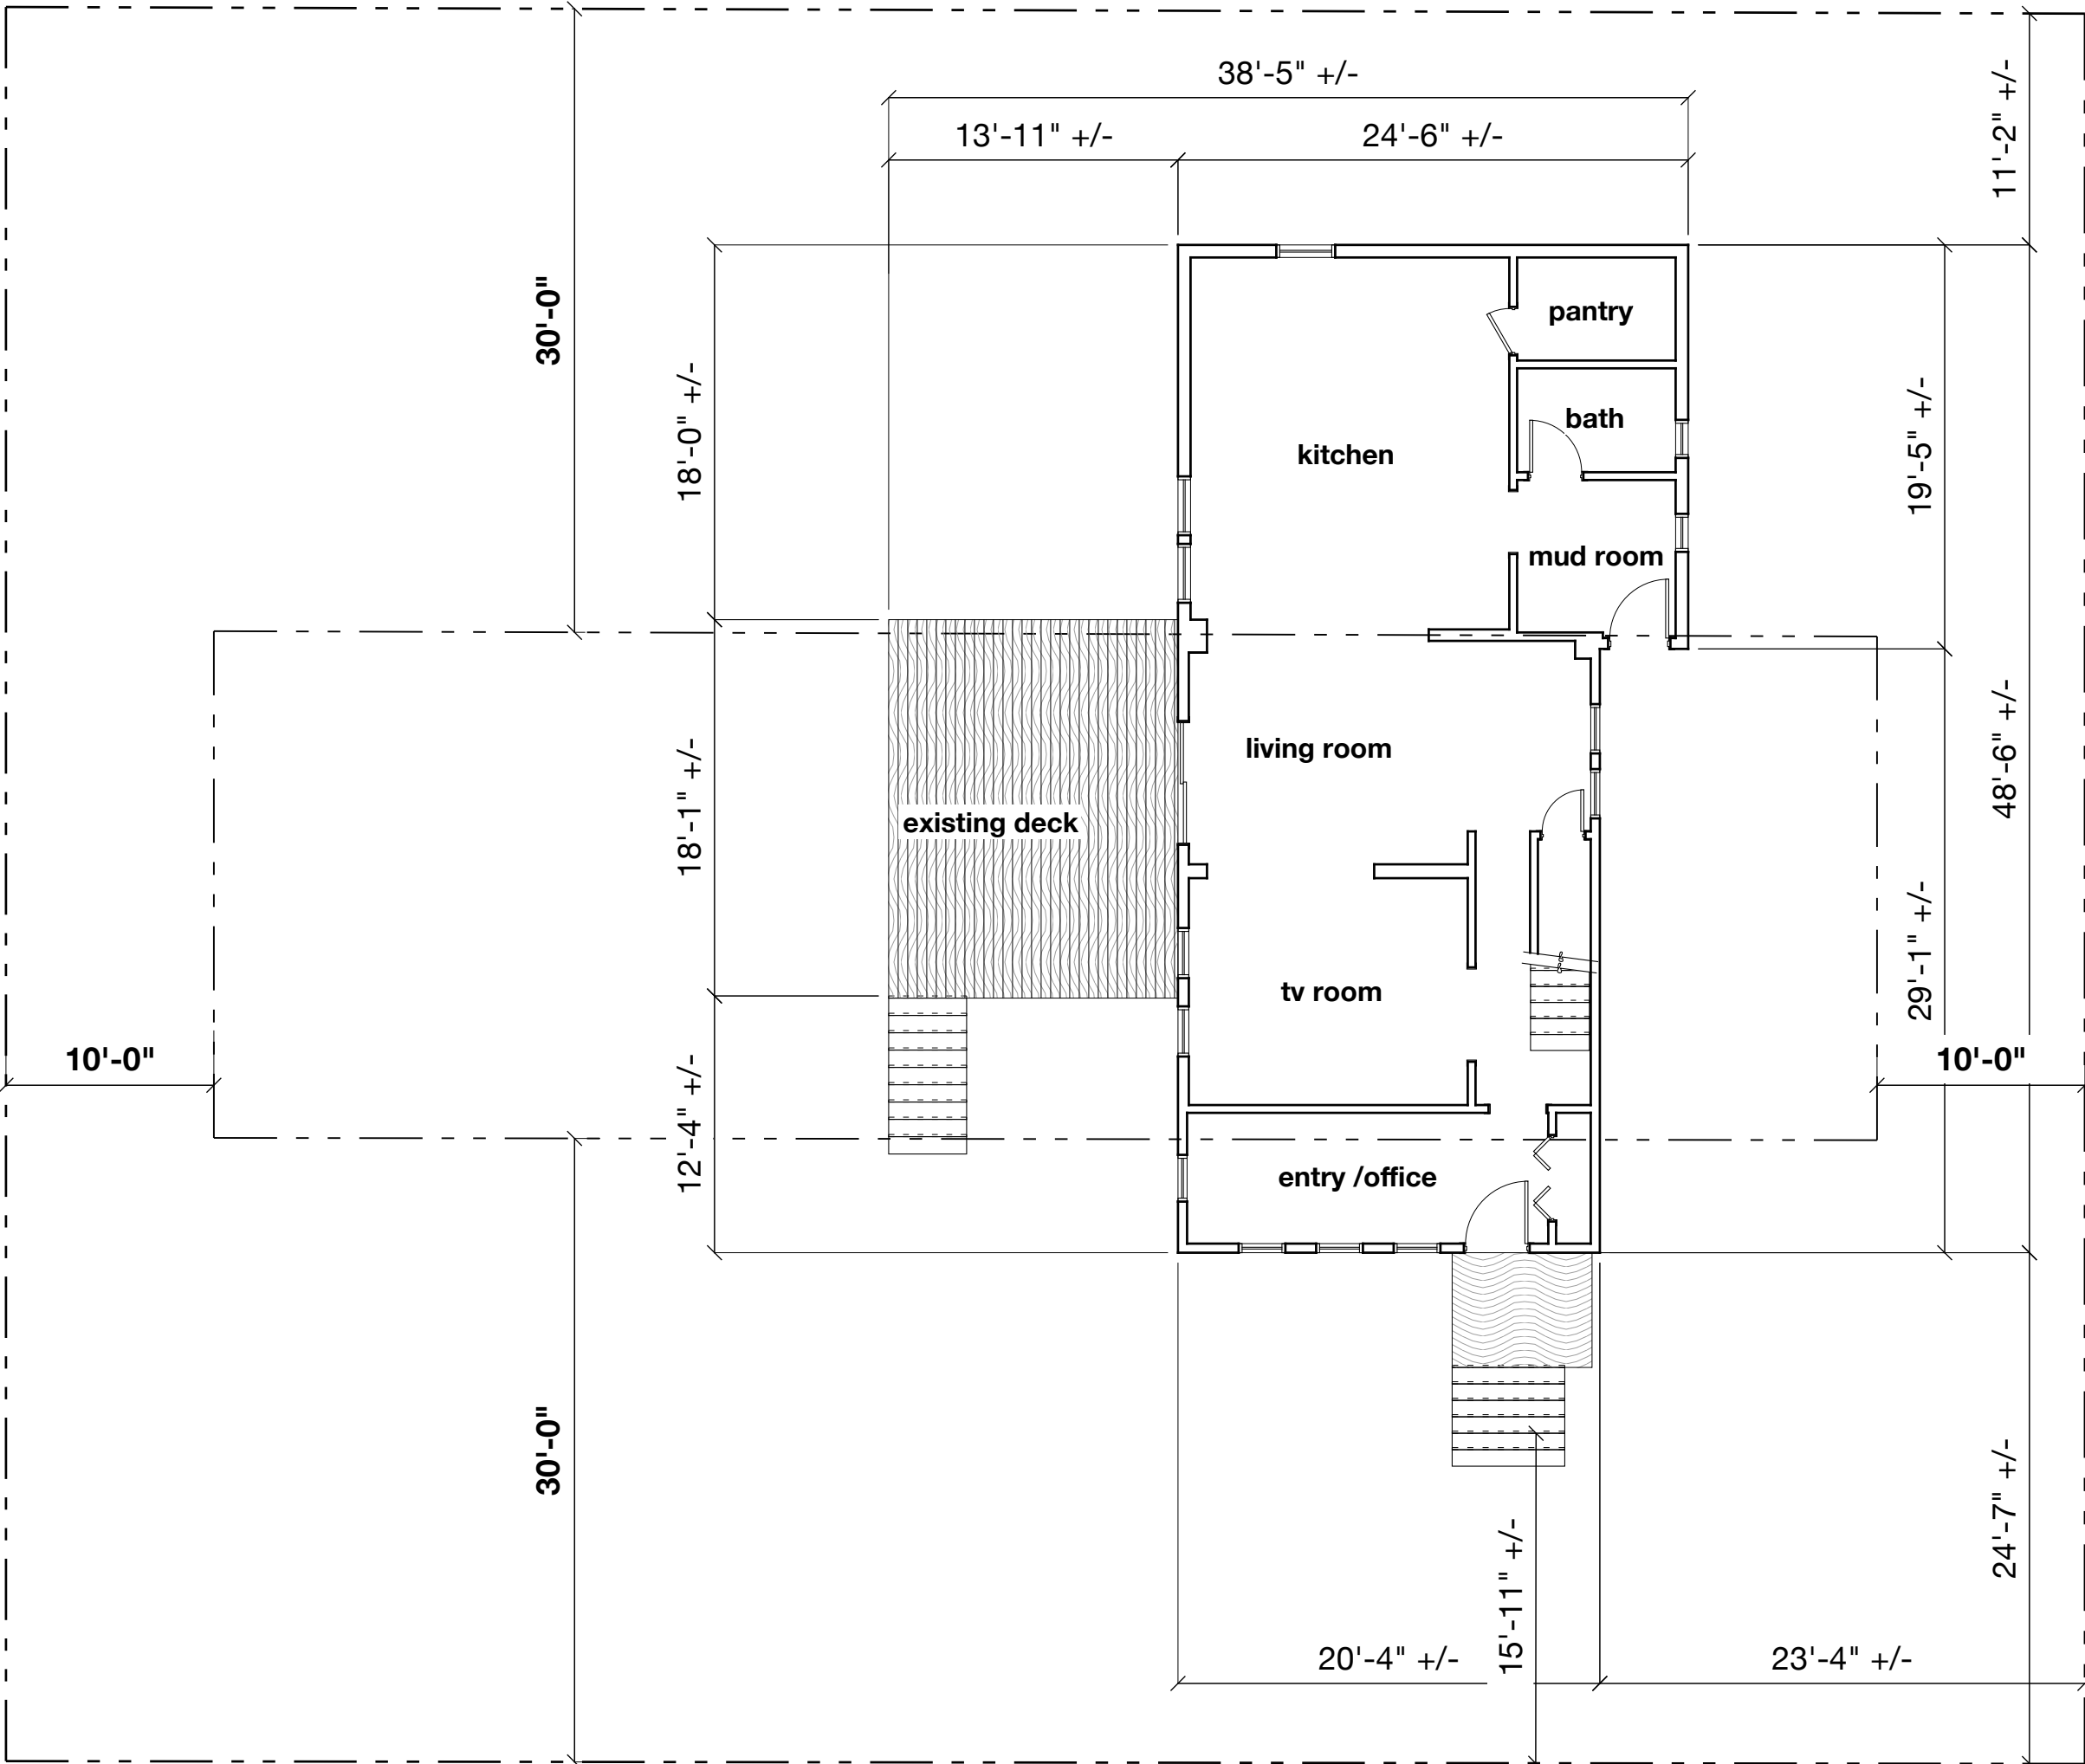 38'-5" +/-
13'-11" +/-
24'-6" +/-
11'-2" +/-
30'-0"
18'-0" +/-
pantry
bath
kitchen
19'-5" +/-
mud room
living room
48'-6" +/-
18'-1" +/-
existing deck
29'-1" +/-
tv room
10'-0"
10'-0"
12'-4" +/-
entry /office
30'-0"
24'-7" +/-
15'-11" +/-
20'-4" +/-
23'-4" +/-